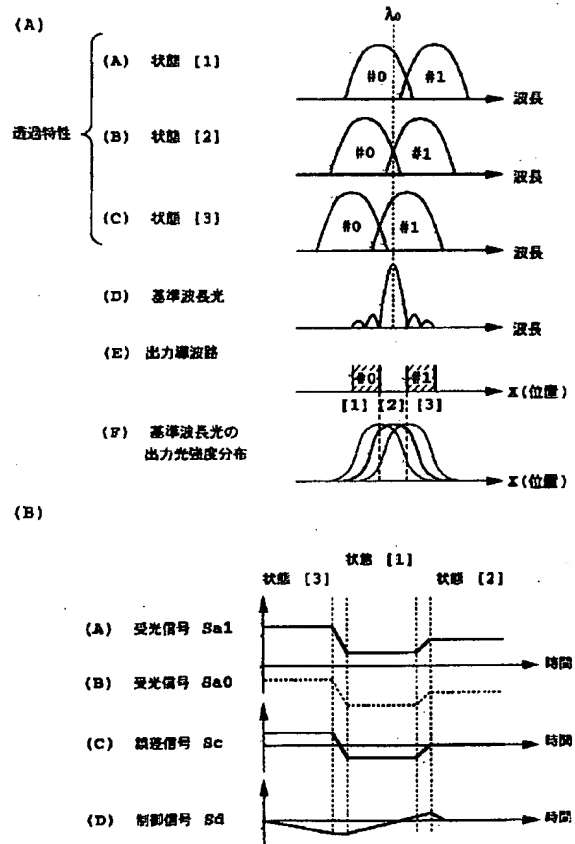 (A)
λ0
(A) 状態 [1]
#0
#1
波長
透過特性
(B) 状態 [2]
#0
#1
波長
(C) 状態 [3]
#0
#1
波長
(D) 基準波長光
波長
(E) 出力導波路
#0
#1
X(位置)
[1] [2] [3]
(F) 基準波長光の
出力光強度分布
X(位置)
(B)
状態 [1]
状態 [3]
状態 [2]
(A) 受光信号 Sa1
時間
(B) 受光信号 Sa0
(C) 誤差信号 Sc
時間
(D) 制御信号 Sd
時間